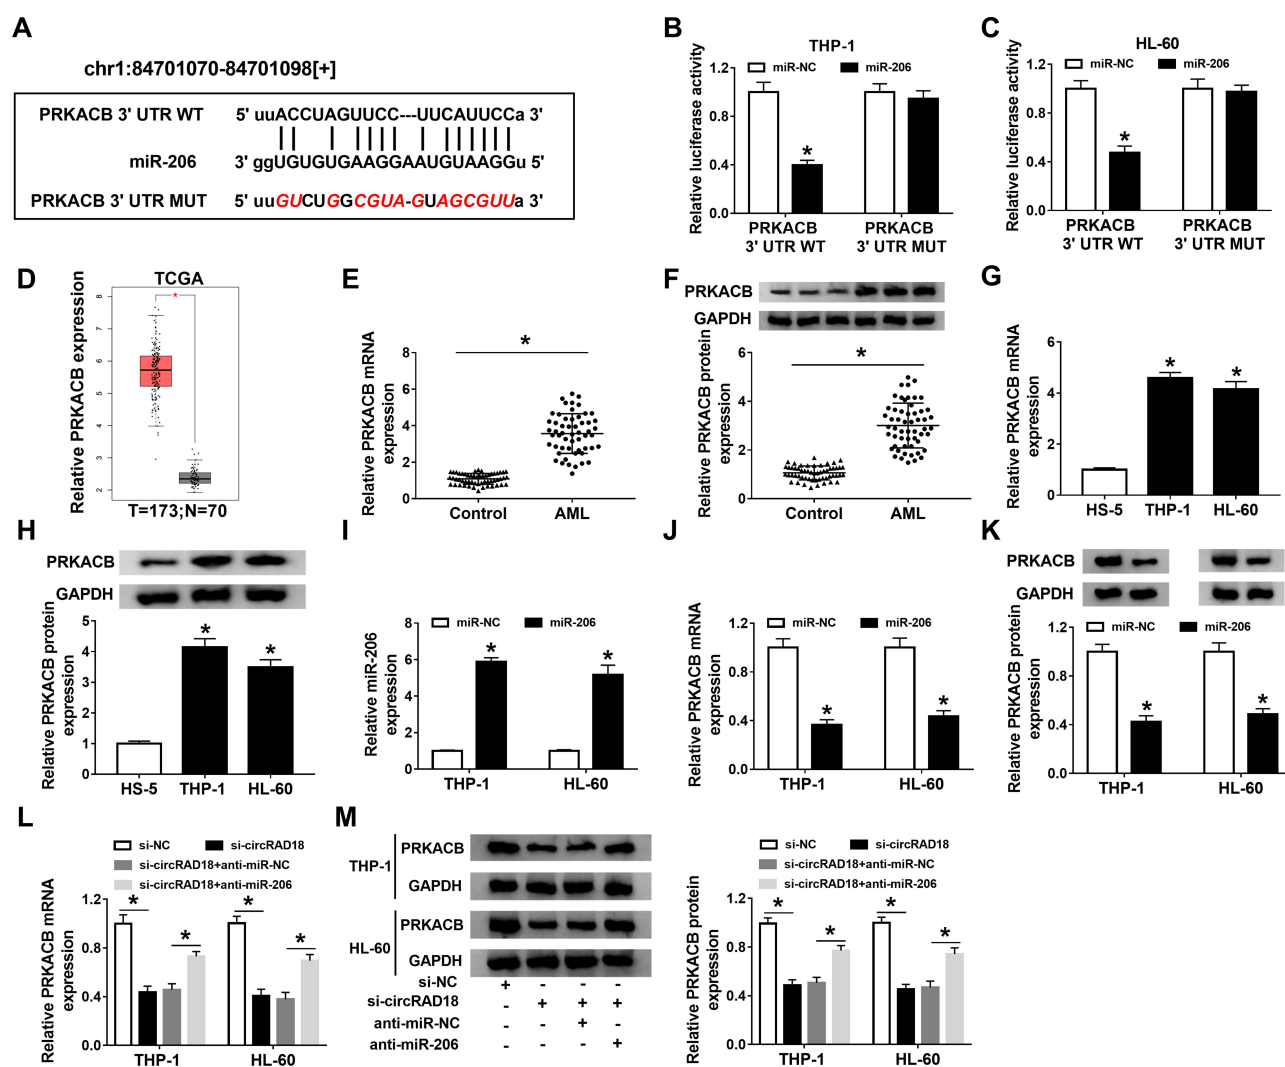 A
chr1:84701070-84701098[+]
PRKACB 3' UTR WT 5' uuACCUAGUUCC---UUCAUUCCa 3'
miR-206 3' ggUGUGUGAAGGAAUGUAAGGu 5'
PRKACB 3' UTR MUT 5' uuGUCUGGCGUA-GUAGCGUUa 3'
B
THP-1
miR-NC miR-206
Relative luciferase activity
1.2
0.8
0.4
0.0
*
PRKACB 3' UTR WT
PRKACB 3' UTR MUT
C
HL-60
miR-NC miR-206
Relative luciferase activity
1.2
0.8
0.4
0.0
*
PRKACB 3' UTR WT
PRKACB 3' UTR MUT
D
TCGA
Relative PRKACB expression
8
7
6
5
4
3
2
*
T=173;N=70
E
Relative PRKACB mRNA
expression
8
6
4
2
0
*
Control AML
F
PRKACB
GAPDH
Relative PRKACB protein
expression
6
4
2
0
*
Control AML
G
Relative PRKACB mRNA
expression
6
4
2
0
* *
HS-5 THP-1 HL-60
H
PRKACB
GAPDH
Relative PRKACB protein
expression
5
4
3
2
1
0
* *
HS-5 THP-1 HL-60
I
miR-NC miR-206
Relative miR-206
expression
8
6
4
2
0
* *
THP-1 HL-60
J
miR-NC miR-206
Relative PRKACB mRNA
expression
1.2
0.8
0.4
0.0
* *
THP-1 HL-60
K
PRKACB
GAPDH
miR-NC miR-206
Relative PRKACB protein
expression
1.2
0.8
0.4
0.0
* *
THP-1 HL-60
L
si-NC si-circRAD18
si-circRAD18+anti-miR-NC
si-circRAD18+anti-miR-206
Relative PRKACB mRNA
expression
1.2
0.8
0.4
0.0
* * * *
THP-1 HL-60
M
THP-1
PRKACB
GAPDH
HL-60
PRKACB
GAPDH
si-NC + - - -
si-circRAD18 - + + +
anti-miR-NC - - + -
anti-miR-206 - - - +
si-NC si-circRAD18
si-circRAD18+anti-miR-NC
si-circRAD18+anti-miR-206
Relative PRKACB protein
expression
1.2
0.8
0.4
0.0
* * * *
THP-1 HL-60